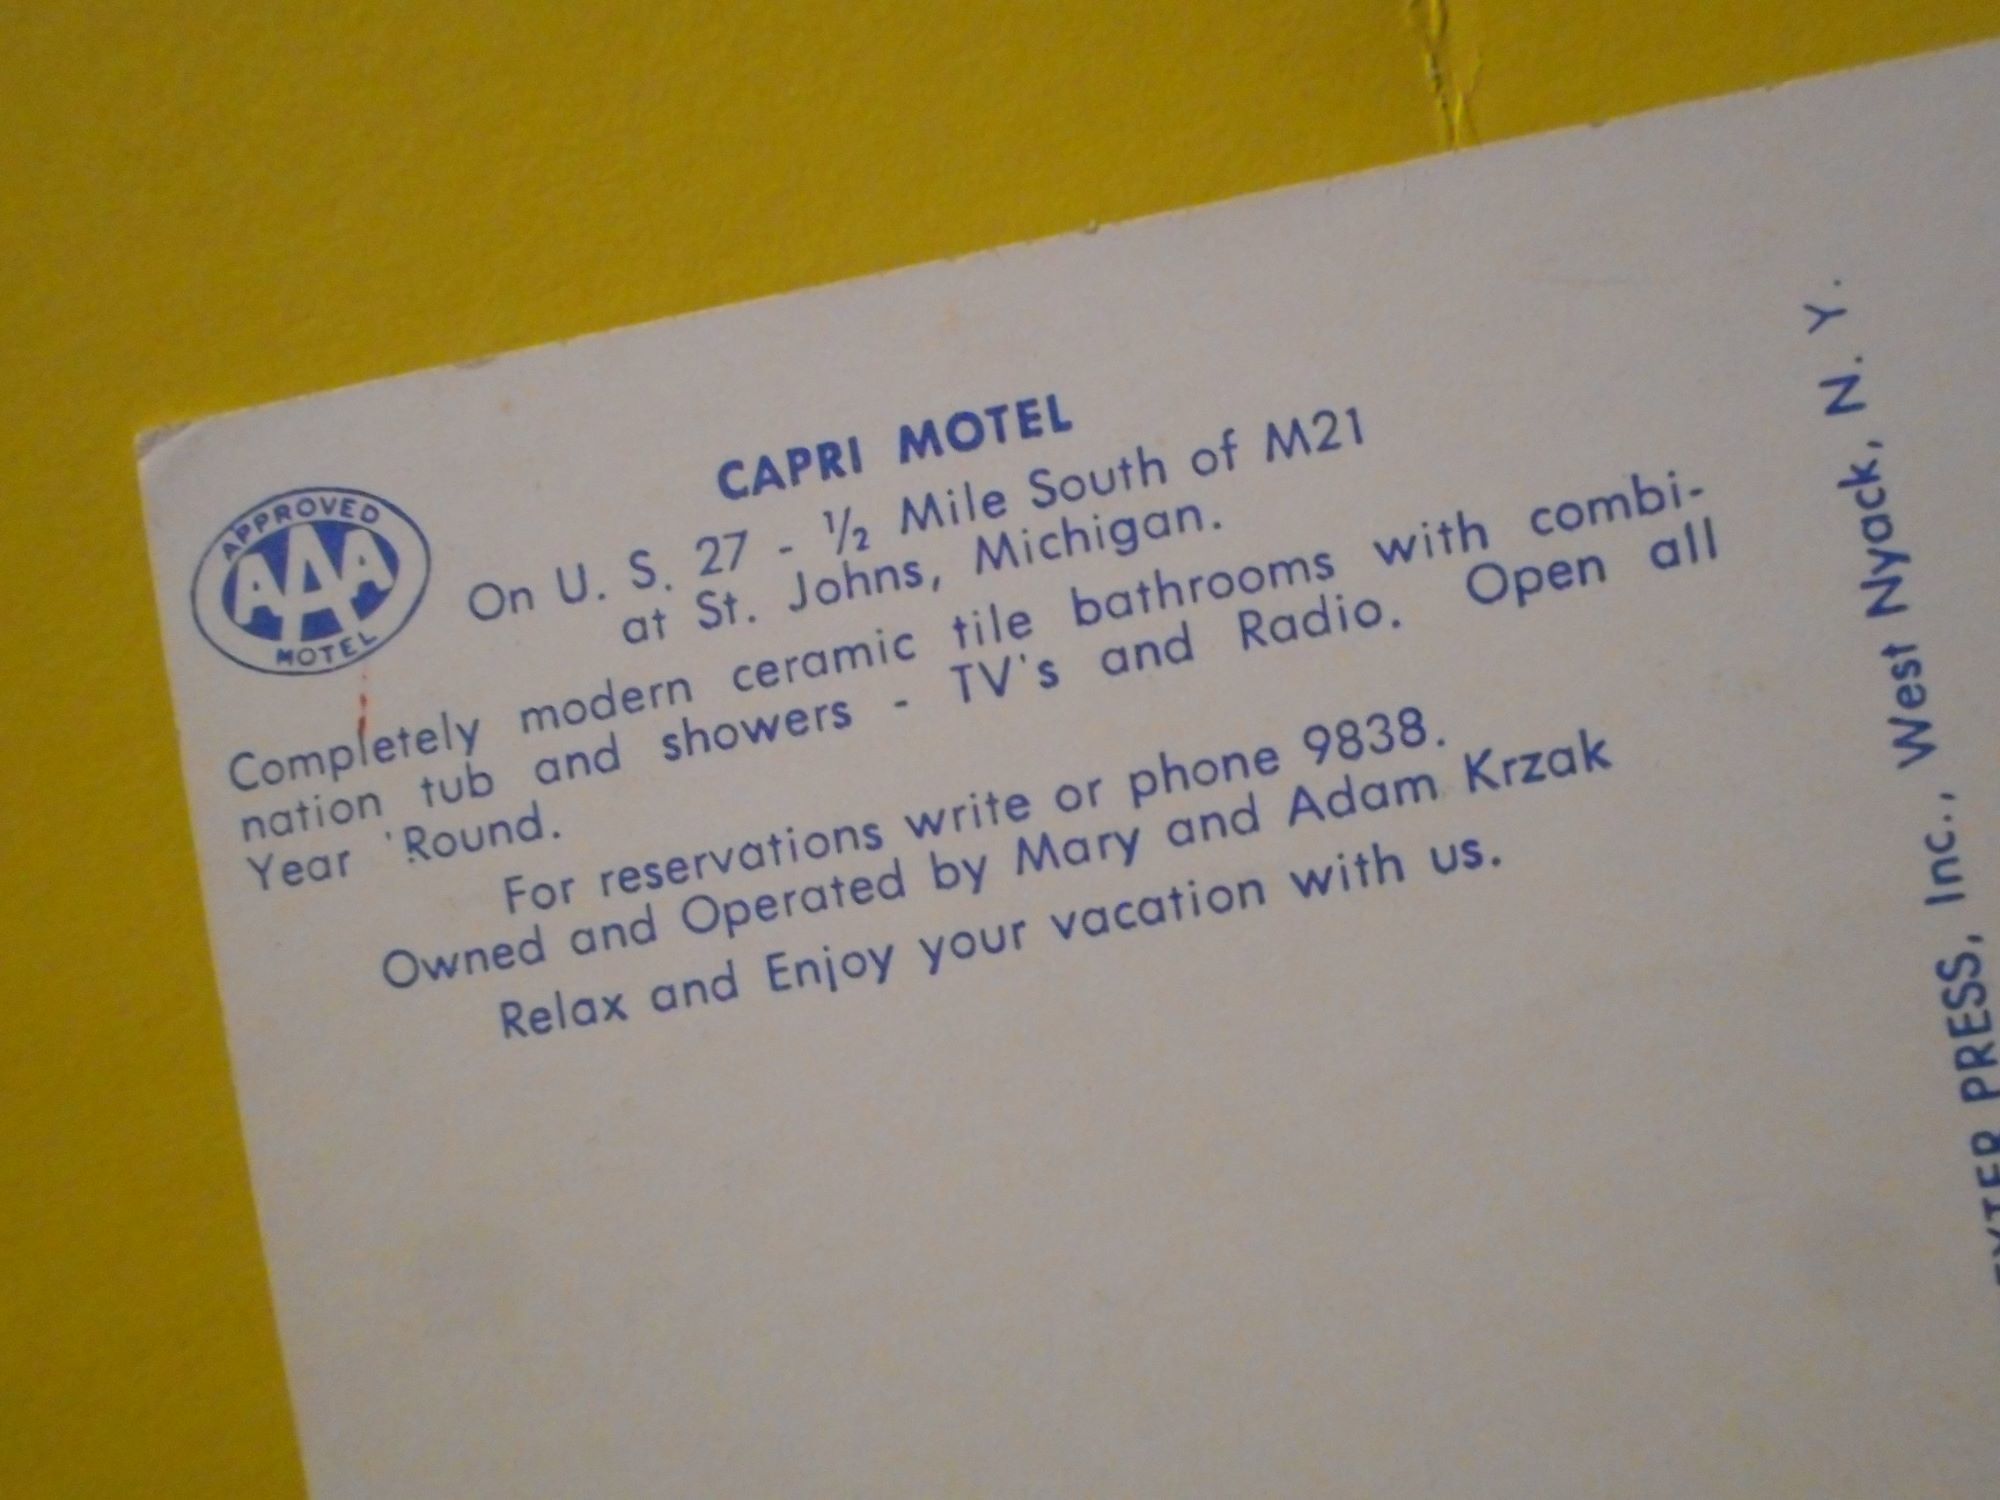 CAPRI MOTEL
On U. S. 27 - ½ Mile South of M21
at St. Johns, Michigan.
Completely modern ceramic tile bathrooms with combi-
nation tub and showers - TV's and Radio. Open all
Year 'Round.
For reservations write or phone 9838.
Owned and Operated by Mary and Adam Krzak
Relax and Enjoy your vacation with us.
APPROVED
AAA
MOTEL
PRESS, Inc., West Nyack, N. Y.